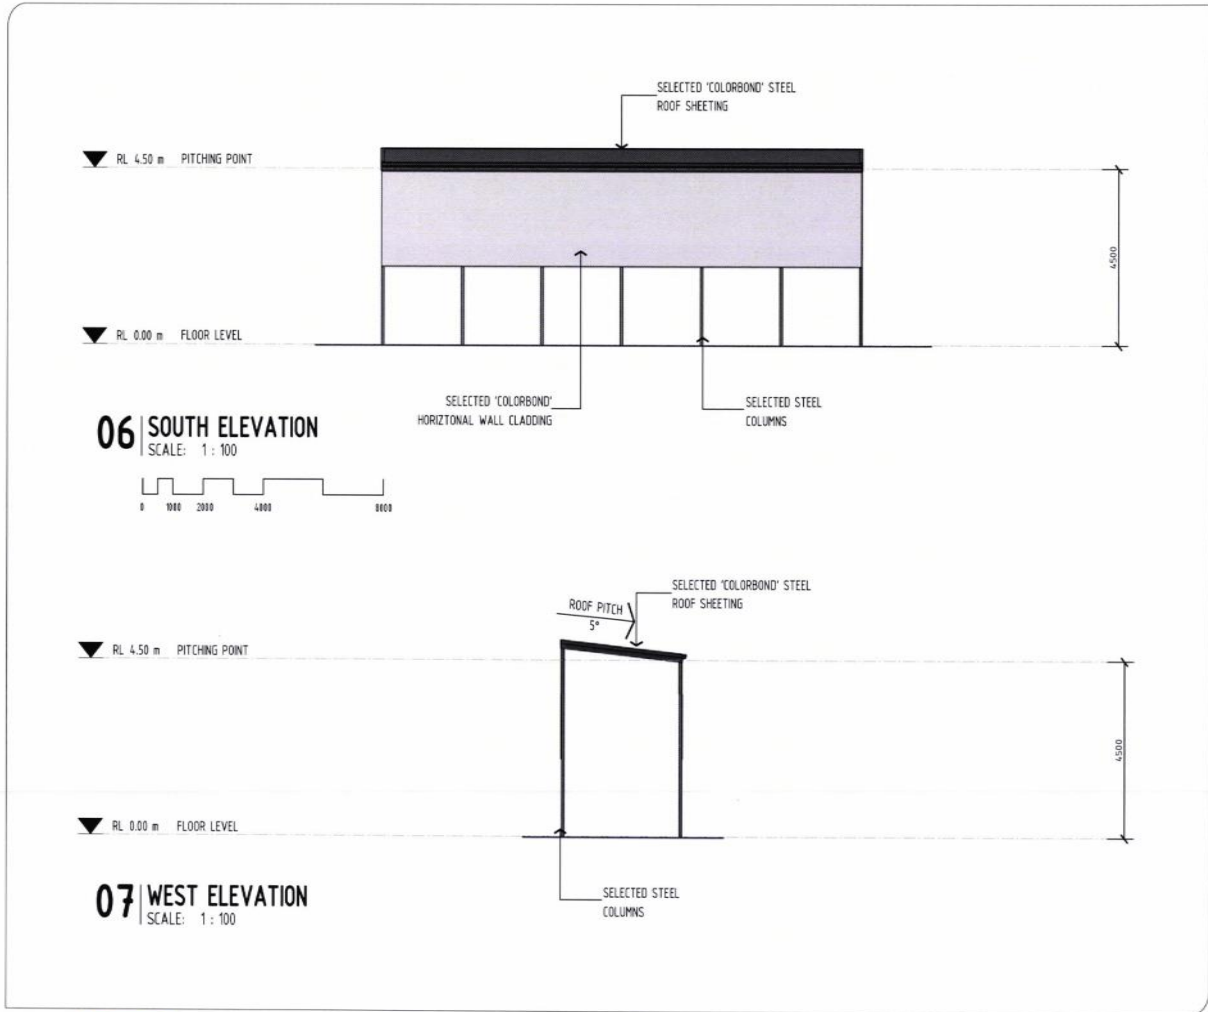 SELECTED 'COLORBOND' STEEL
ROOF SHEETING
RL 4.50 m PITCHING POINT
4500
RL 0.00 m FLOOR LEVEL
SELECTED 'COLORBOND'
HORIZTONAL WALL CLADDING
SELECTED STEEL
COLUMNS
06 SOUTH ELEVATION
SCALE: 1 : 100
0 1000 2000 4000 8000
SELECTED 'COLORBOND' STEEL
ROOF SHEETING
ROOF PITCH
5°
RL 4.50 m PITCHING POINT
4500
RL 0.00 m FLOOR LEVEL
SELECTED STEEL
COLUMNS
07 WEST ELEVATION
SCALE: 1 : 100